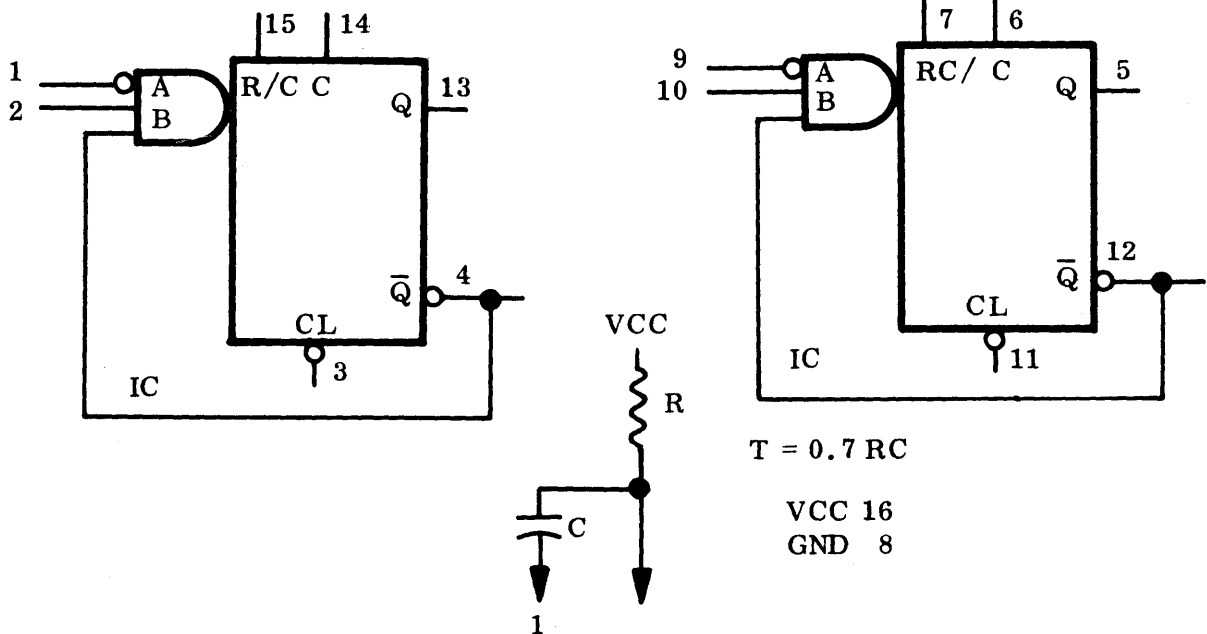 15 14
1
2
A
B
R/C C
Q
13
Q̅
4
CL
3
IC
7 6
9
10
A
B
RC/ C
Q
5
Q̅
12
CL
11
IC
VCC
R
C
1
T = 0.7 RC
VCC 16
GND 8